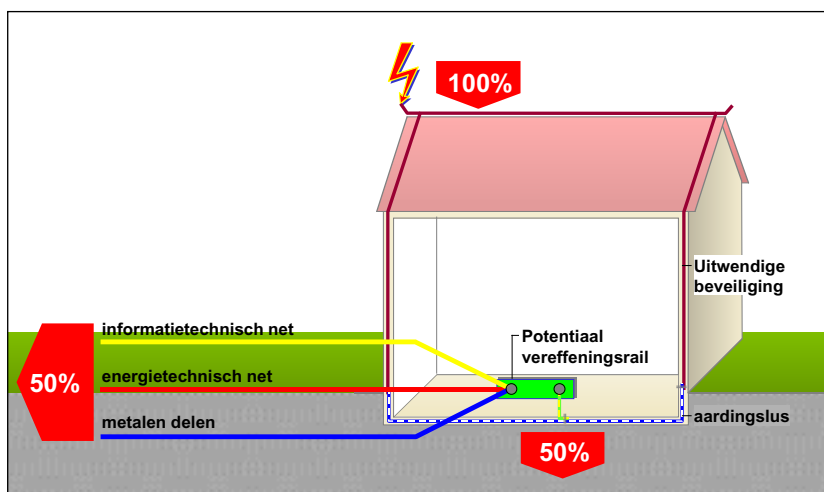 100%
Uitwendige
beveiliging
informatietechnisch net
Potentiaal
vereffeningsrail
50%
energietechnisch net
metalen delen
aardingslus
50%